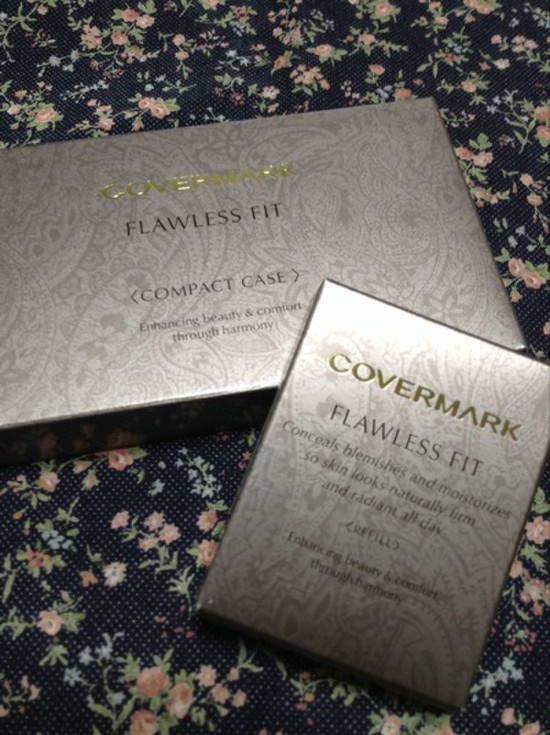 COVERMARK
FLAWLESS FIT
〈COMPACT CASE〉
Enhancing beauty & comfort
through harmony
COVERMARK
FLAWLESS FIT
Conceals blemishes and moisturizes
so skin looks naturally firm
and radiant all day
〈REFILL〉
Enhancing beauty & comfort
through harmony